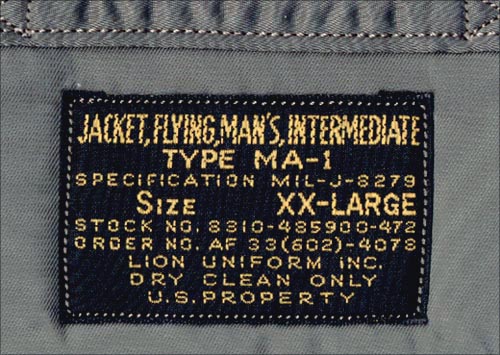 JACKET, FLYING, MAN'S, INTERMEDIATE
TYPE MA-1
SPECIFICATION MIL-J-8279
SIZE XX-LARGE
STOCK NO. 8310-485900-472
ORDER NO. AF 33(602)-4078
LION UNIFORM INC.
DRY CLEAN ONLY
U.S. PROPERTY